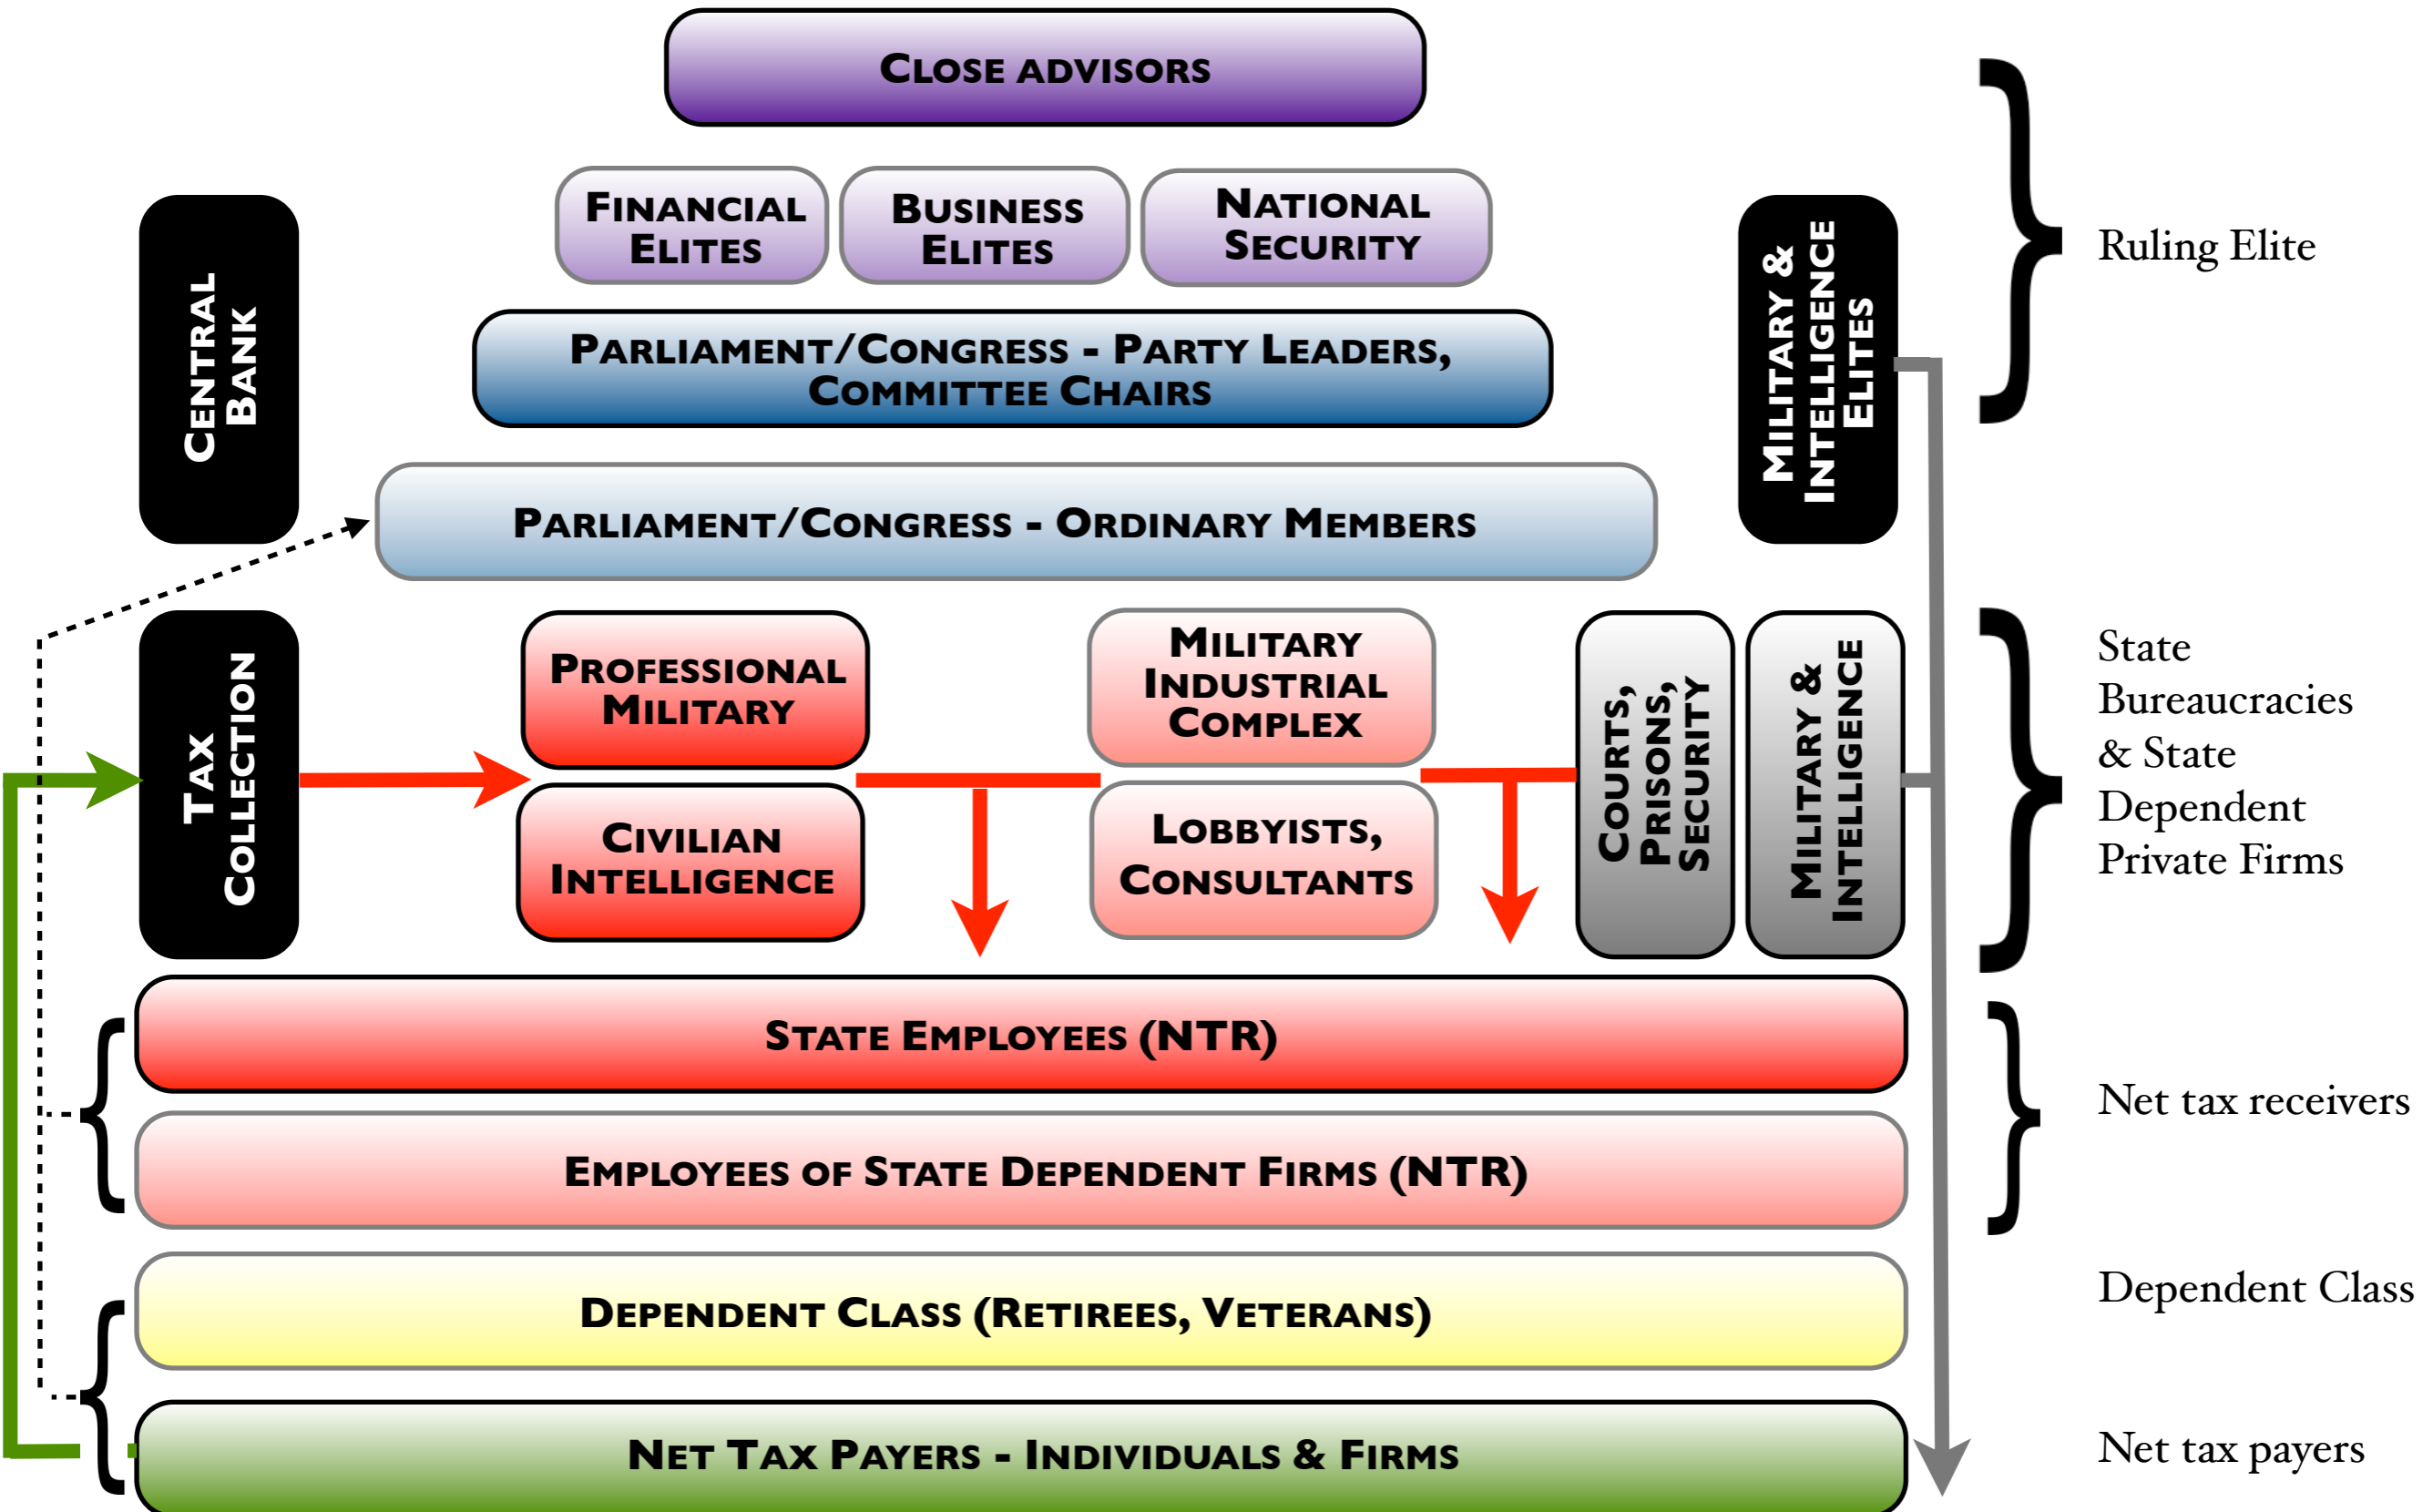 CLOSE ADVISORS
FINANCIAL
ELITES
BUSINESS
ELITES
NATIONAL
SECURITY
CENTRAL
BANK
MILITARY &
INTELLIGENCE
ELITES
Ruling Elite
PARLIAMENT/CONGRESS - PARTY LEADERS,
COMMITTEE CHAIRS
PARLIAMENT/CONGRESS - ORDINARY MEMBERS
TAX
COLLECTION
PROFESSIONAL
MILITARY
CIVILIAN
INTELLIGENCE
MILITARY
INDUSTRIAL
COMPLEX
LOBBYISTS,
CONSULTANTS
COURTS,
PRISONS,
SECURITY
MILITARY &
INTELLIGENCE
State
Bureaucracies
& State
Dependent
Private Firms
STATE EMPLOYEES (NTR)
EMPLOYEES OF STATE DEPENDENT FIRMS (NTR)
Net tax receivers
DEPENDENT CLASS (RETIREES, VETERANS)
Dependent Class
NET TAX PAYERS - INDIVIDUALS & FIRMS
Net tax payers